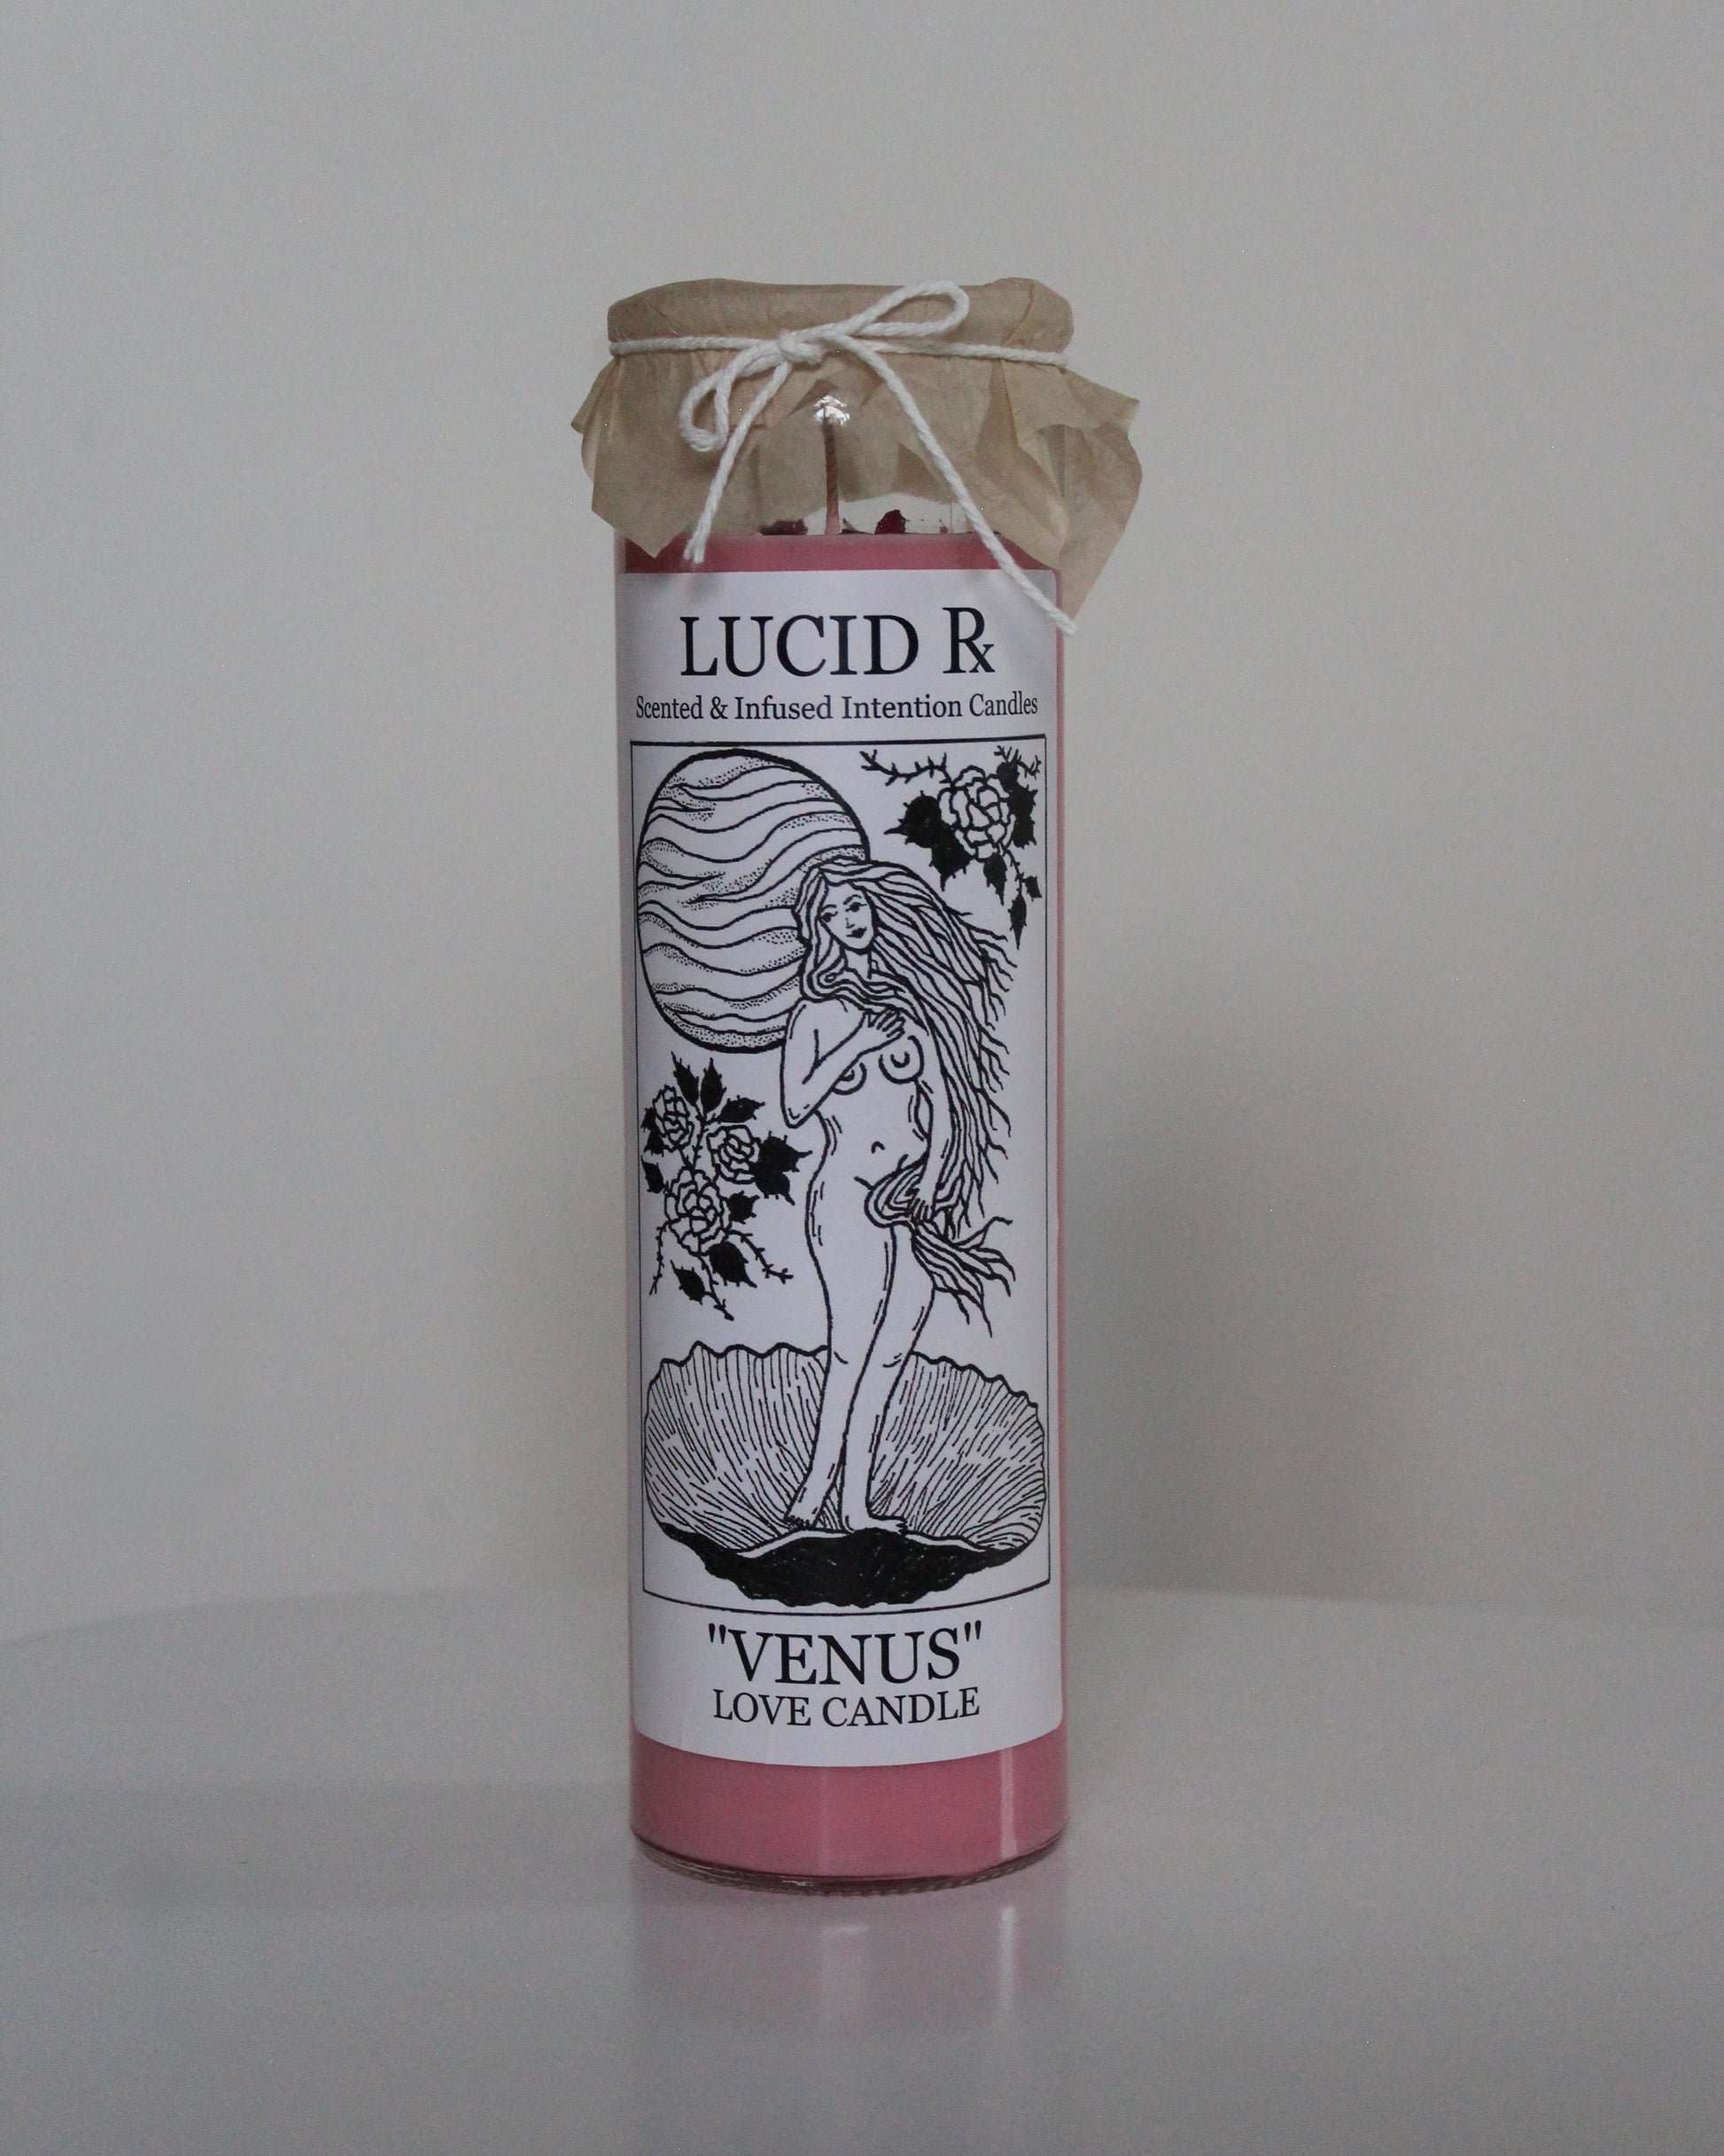 LUCID ℞
Scented & Infused Intention Candles
"VENUS"
LOVE CANDLE